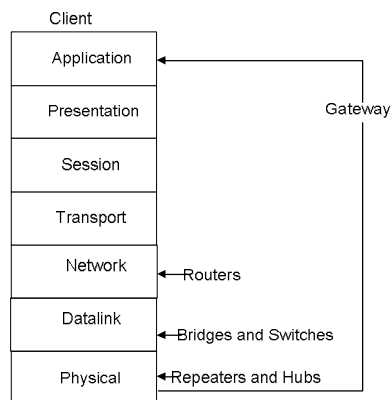 Client
Application
Gateway
Presentation
Session
Transport
Network
Routers
Datalink
Bridges and Switches
Physical
Repeaters and Hubs